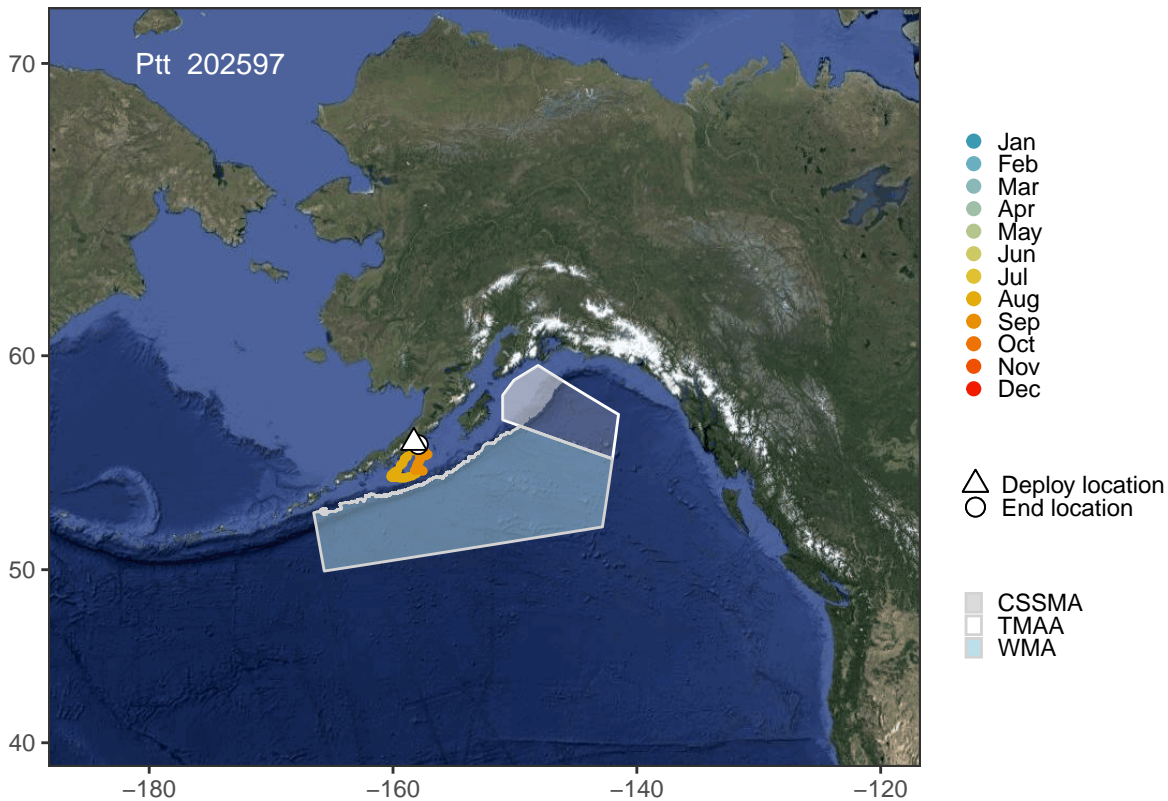 Ptt 202597
70
60
50
40
−180
−160
−140
−120
Jan
Feb
Mar
Apr
May
Jun
Jul
Aug
Sep
Oct
Nov
Dec
Deploy location
End location
CSSMA
TMAA
WMA